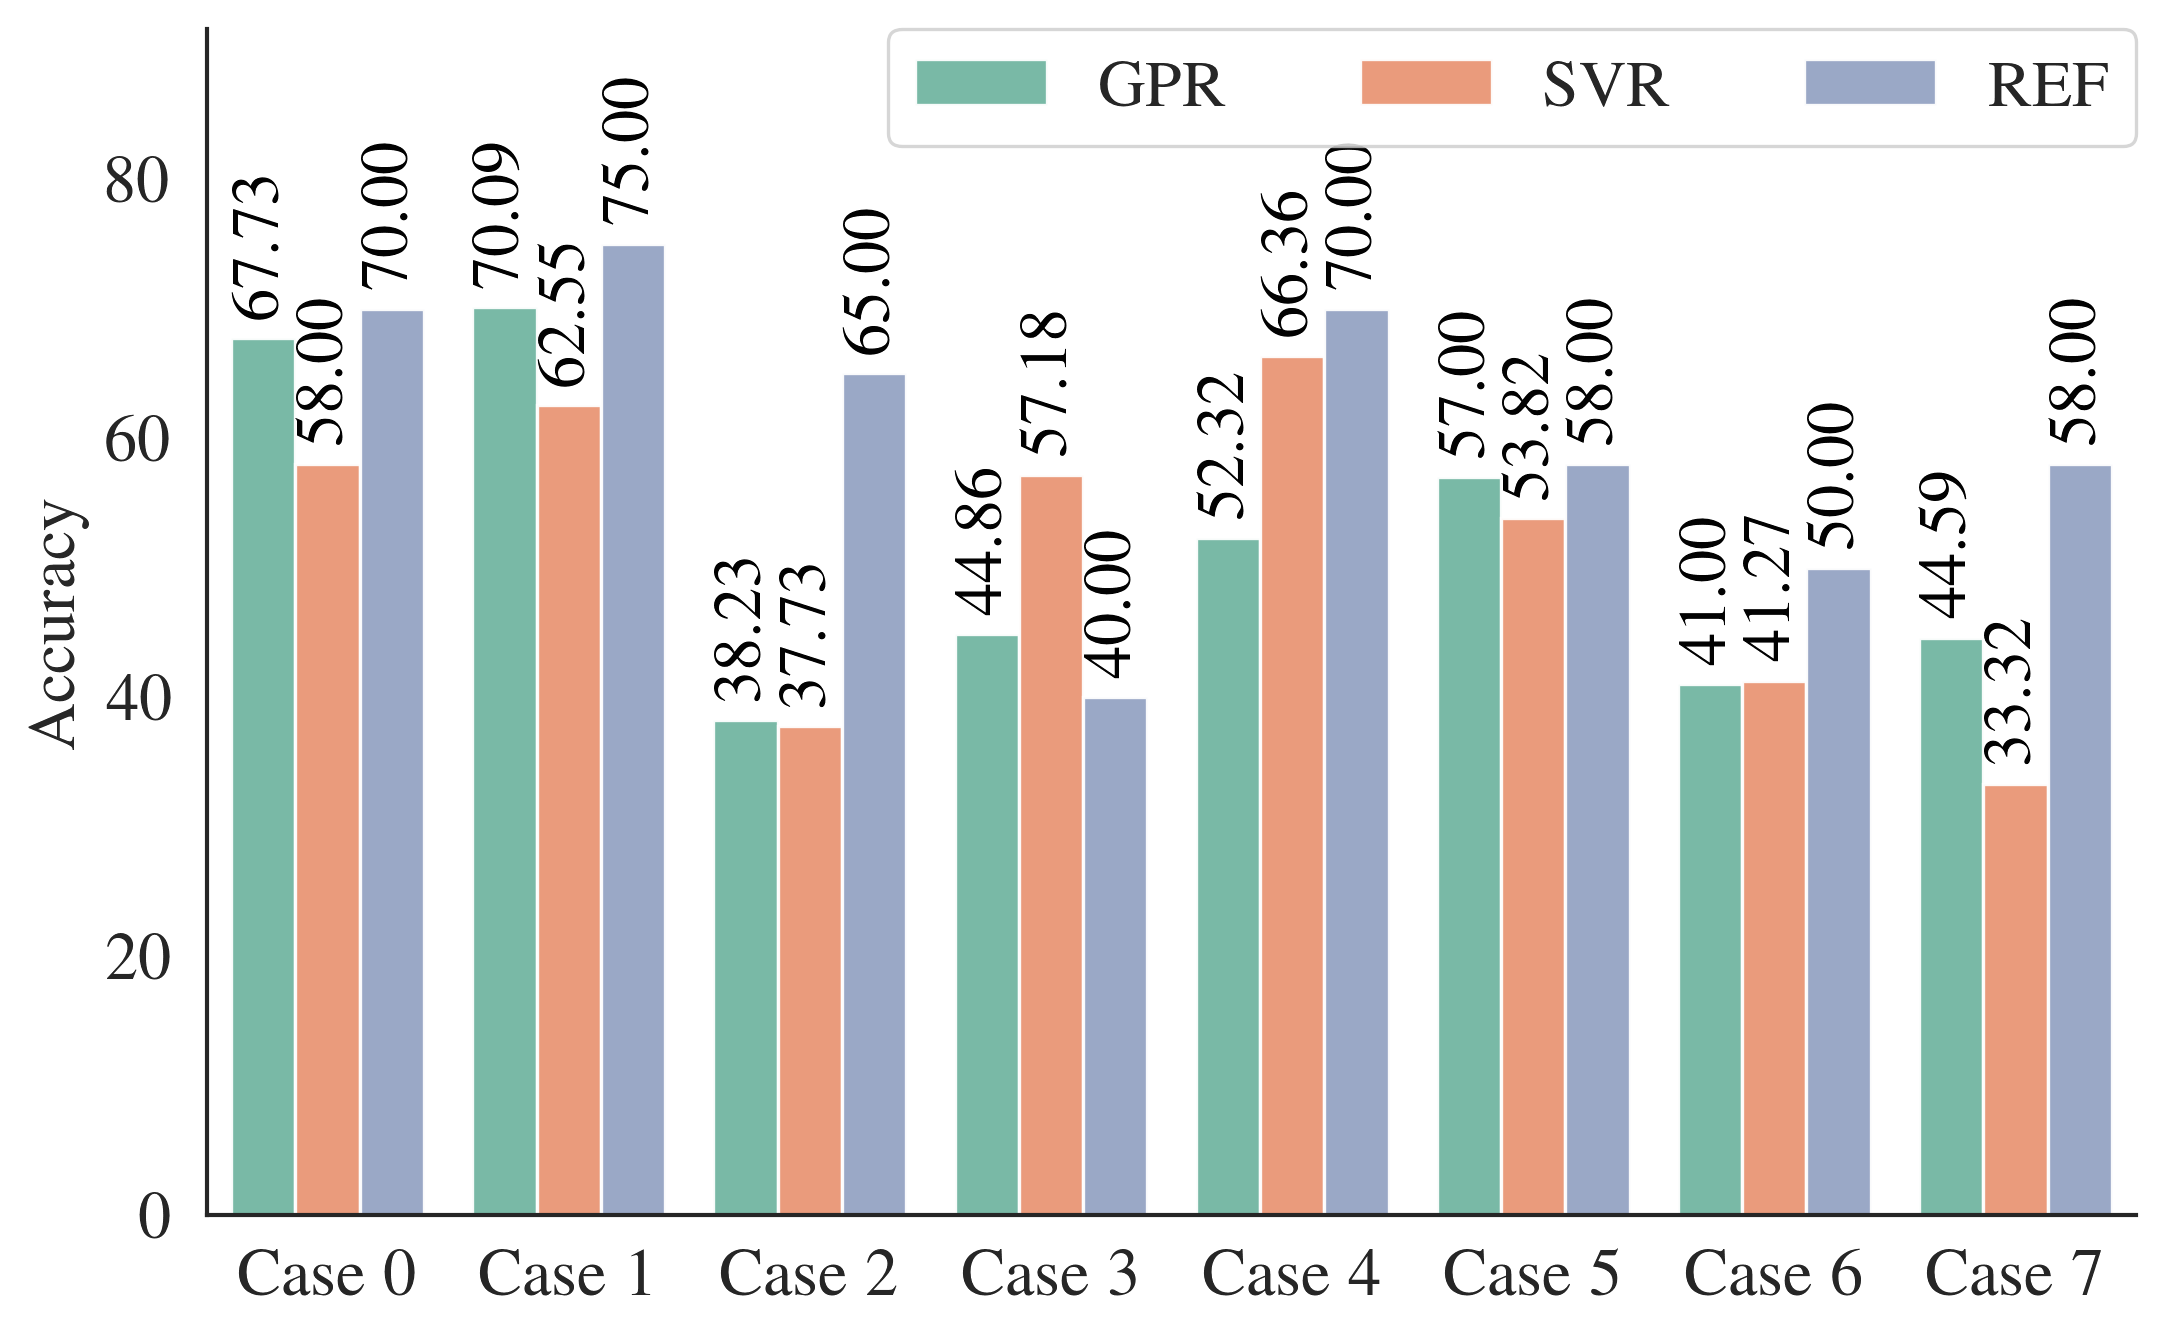 GPR SVR REF
Accuracy
80
60
40
20
0
67.73 58.00 70.00
70.09 62.55 75.00
38.23 37.73 65.00
44.86 57.18 40.00
52.32 66.36 70.00
57.00 53.82 58.00
41.00 41.27 50.00
44.59 33.32 58.00
Case 0 Case 1 Case 2 Case 3 Case 4 Case 5 Case 6 Case 7